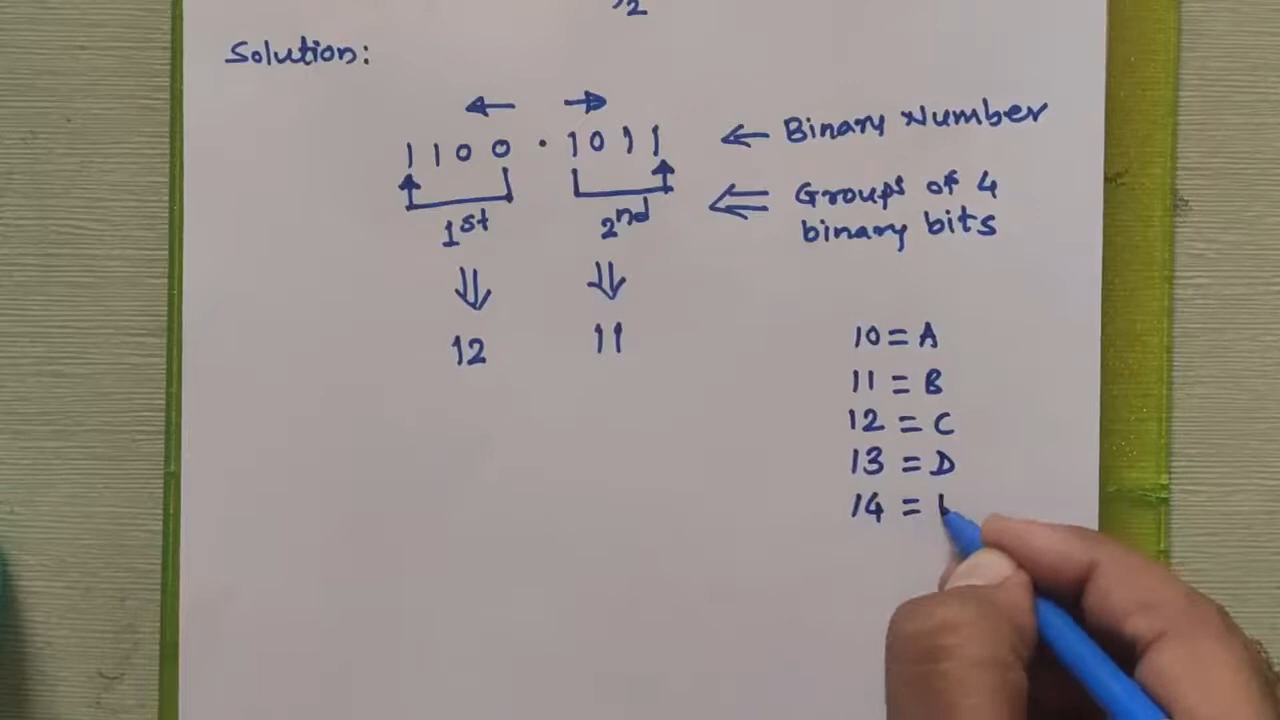 )₂
Solution:
← →
1100.1011 ← Binary Number
1st 2nd ⇐ Groups of 4
binary bits
⇓ ⇓
12 11
10 = A
11 = B
12 = C
13 = D
14 =